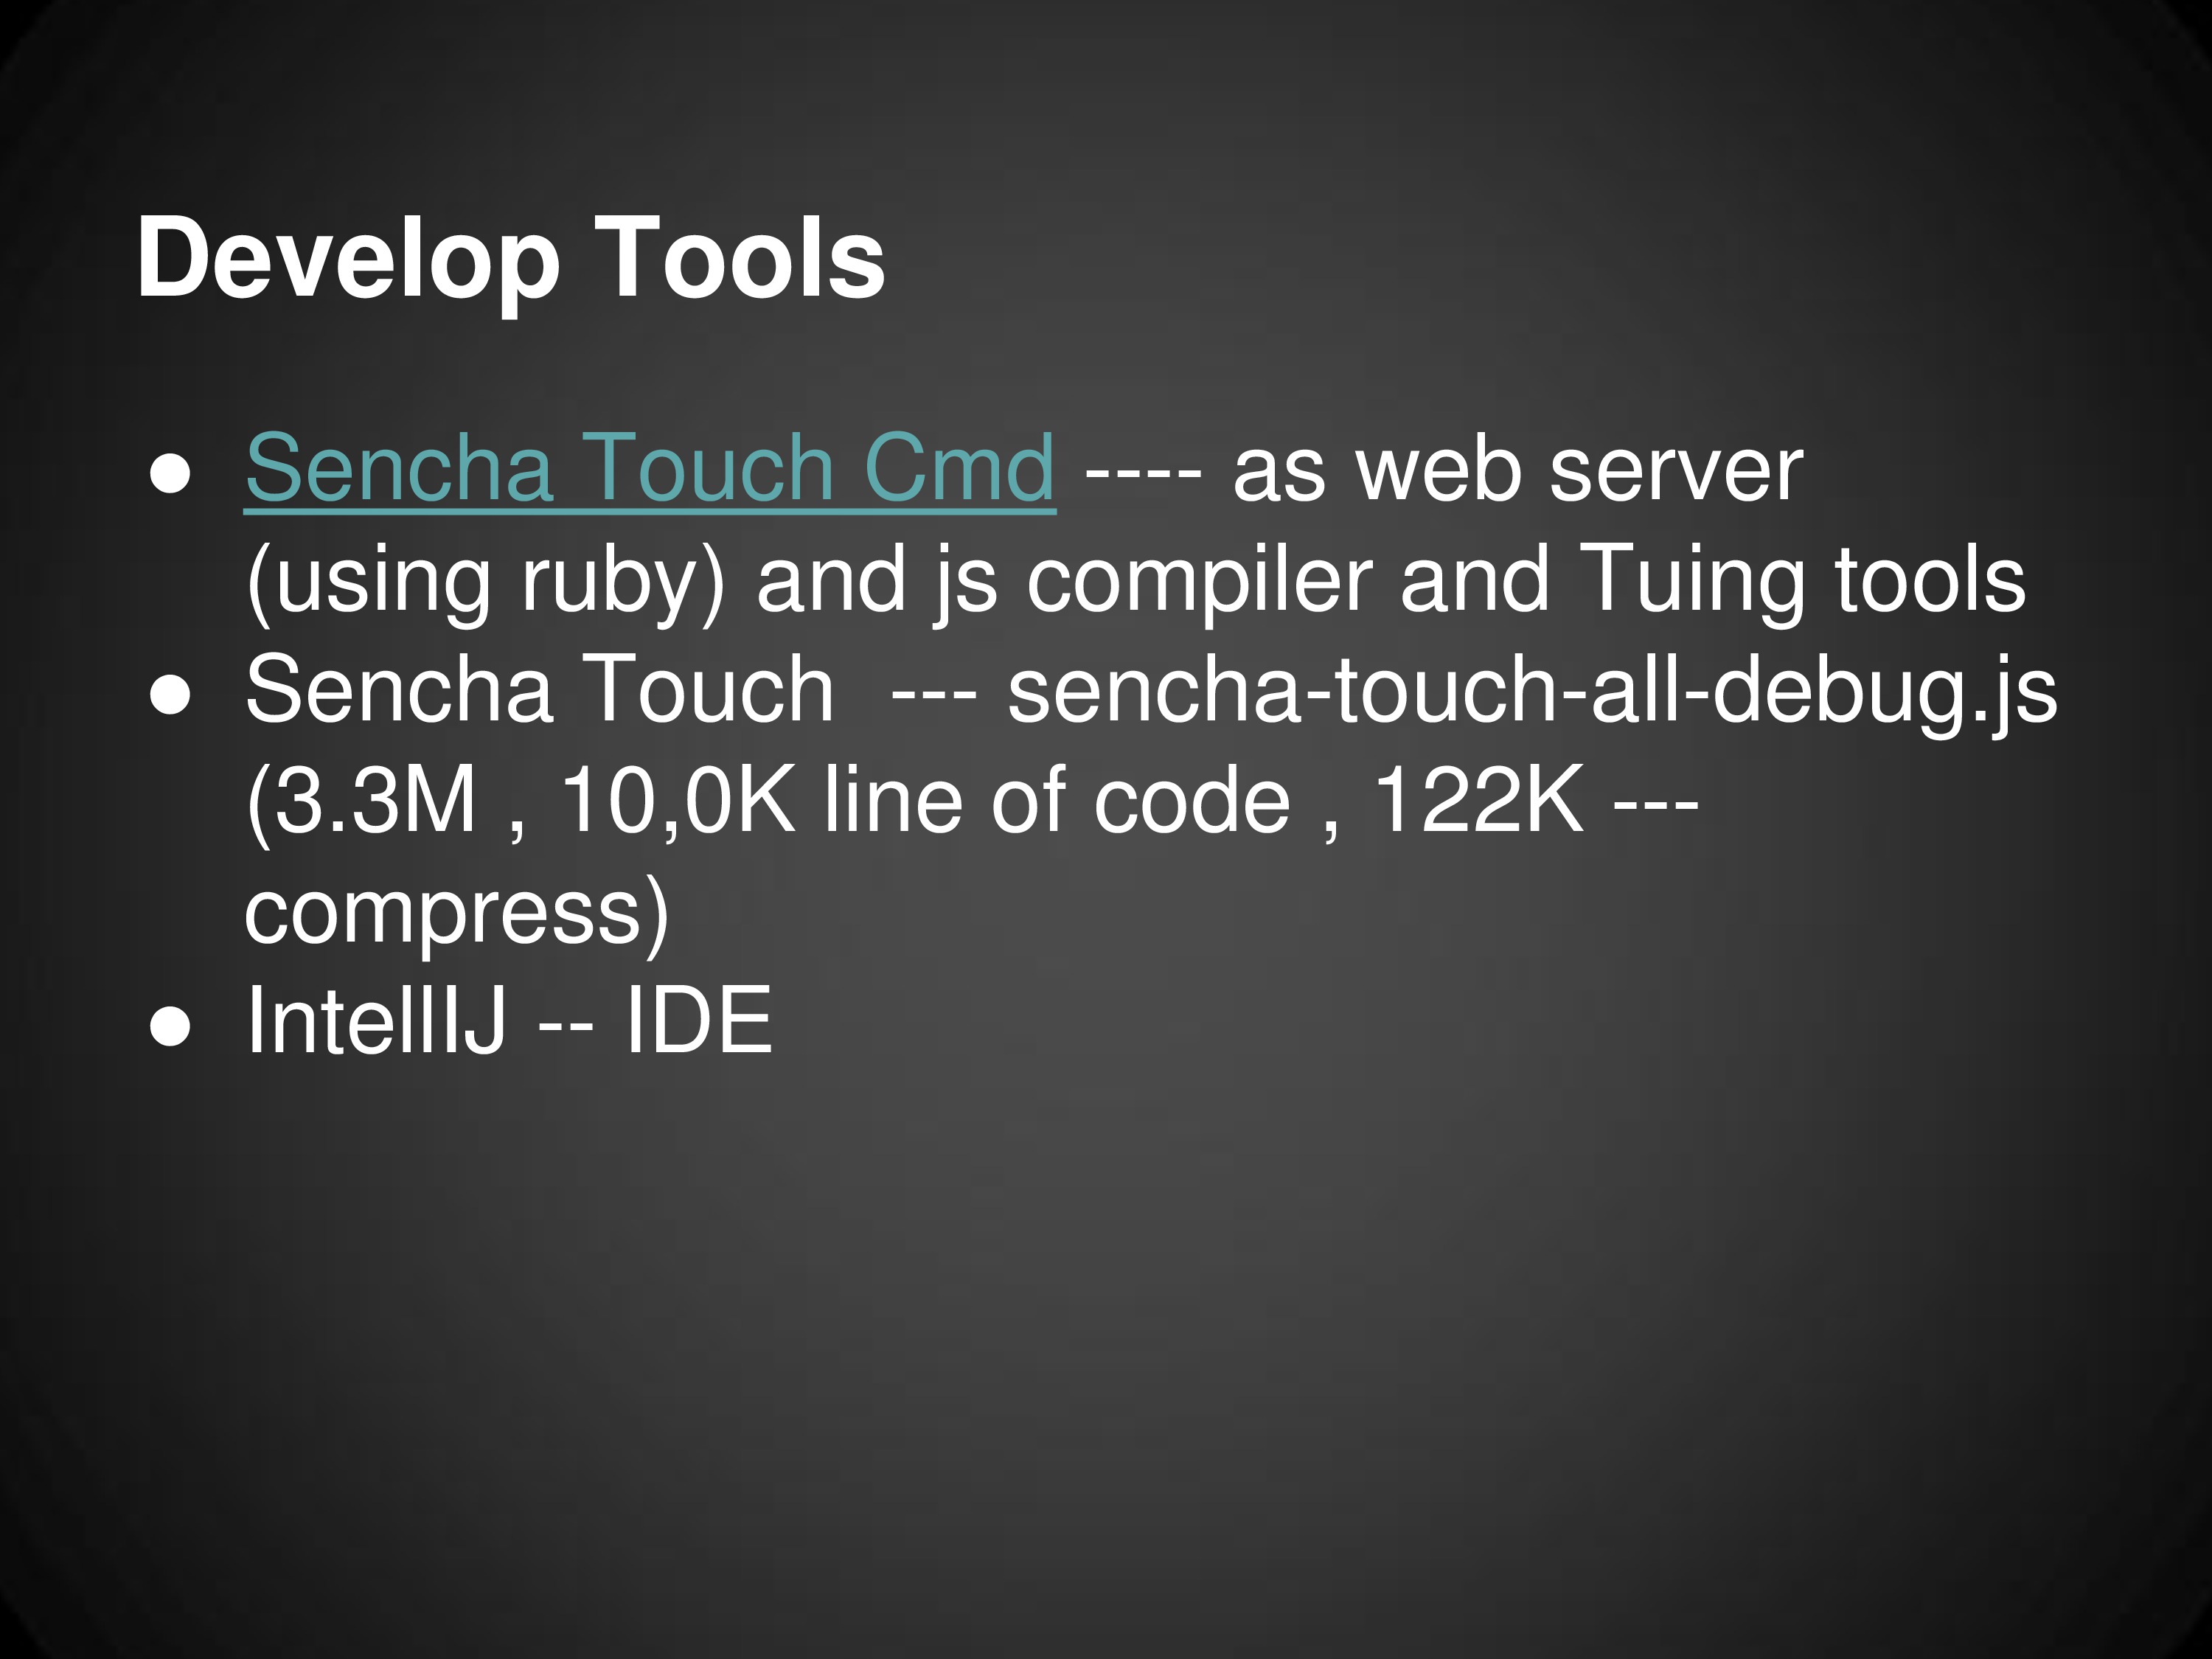 Develop Tools
● Sencha Touch Cmd ---- as web server
(using ruby) and js compiler and Tuing tools
● Sencha Touch  --- sencha-touch-all-debug.js
(3.3M , 10,0K line of code , 122K ---
compress)
● IntellIJ -- IDE